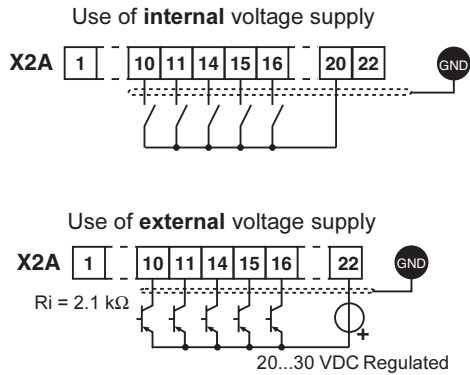 Use of internal voltage supply
X2A 1 10 11 14 15 16 20 22 GND
Use of external voltage supply
X2A 1 10 11 14 15 16 22 GND
Ri = 2.1 kΩ
+
20...30 VDC Regulated